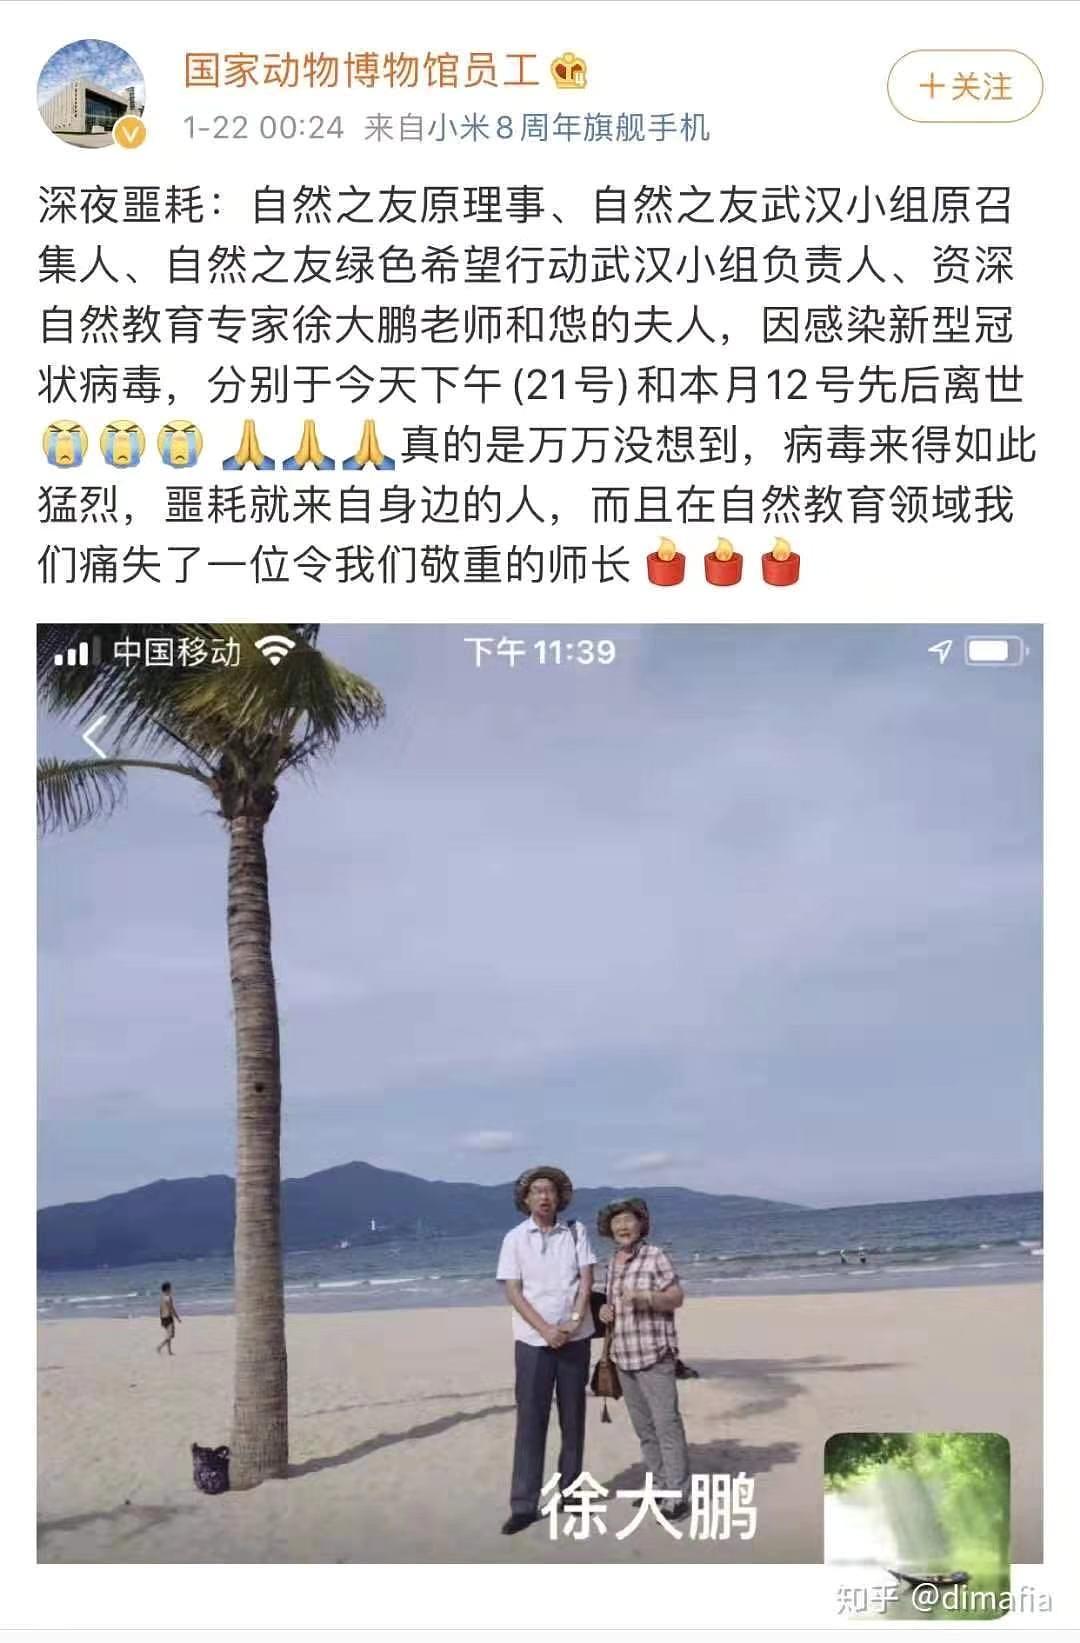 国家动物博物馆员工
+关注
1-22 00:24 来自小米8周年旗舰手机
深夜噩耗：自然之友原理事、自然之友武汉小组原召
集人、自然之友绿色希望行动武汉小组负责人、资深
自然教育专家徐大鹏老师和您的夫人，因感染新型冠
状病毒，分别于今天下午(21号)和本月12号先后离世
😭😭😭🙏🙏🙏真的是万万没想到，病毒来得如此
猛烈，噩耗就来自身边的人，而且在自然教育领域我
们痛失了一位令我们敬重的师长
中国移动 下午11:39
徐大鹏
知乎 @dimafia